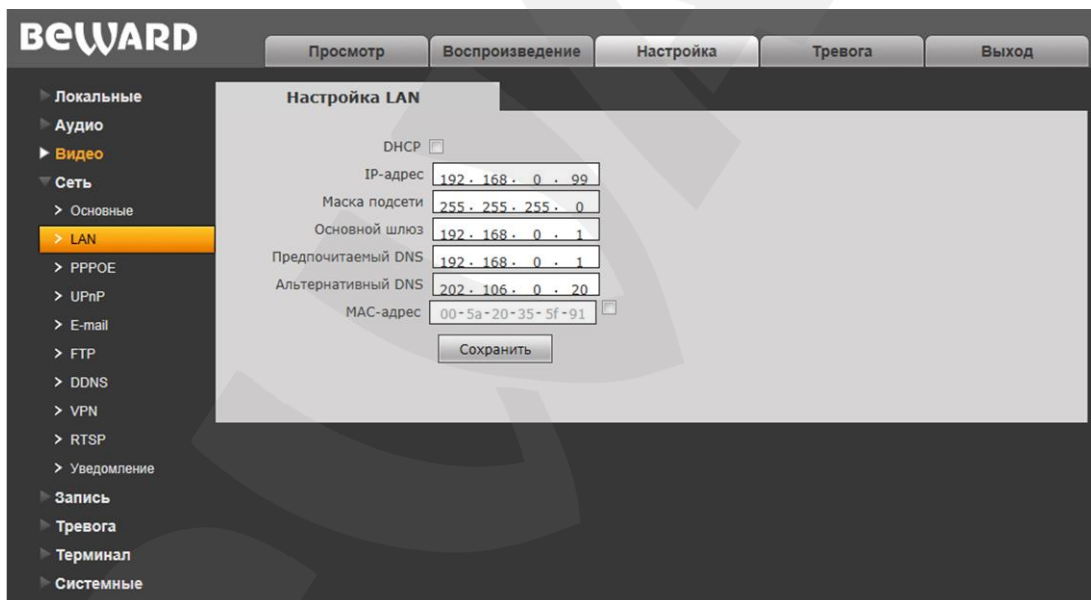 BEWARD
Просмотр Воспроизведение Настройка Тревога Выход
Локальные
Аудио
Видео
Сеть
Основные
LAN
PPPOE
UPnP
E-mail
FTP
DDNS
VPN
RTSP
Уведомление
Запись
Тревога
Терминал
Системные
Настройка LAN
DHCP
IP-адрес 192. 168. 0 . 99
Маска подсети 255. 255. 255. 0
Основной шлюз 192. 168. 0 . 1
Предпочитаемый DNS 192. 168. 0 . 1
Альтернативный DNS 202. 106. 0 . 20
MAC-адрес 00-5a-20-35-5f-91
Сохранить